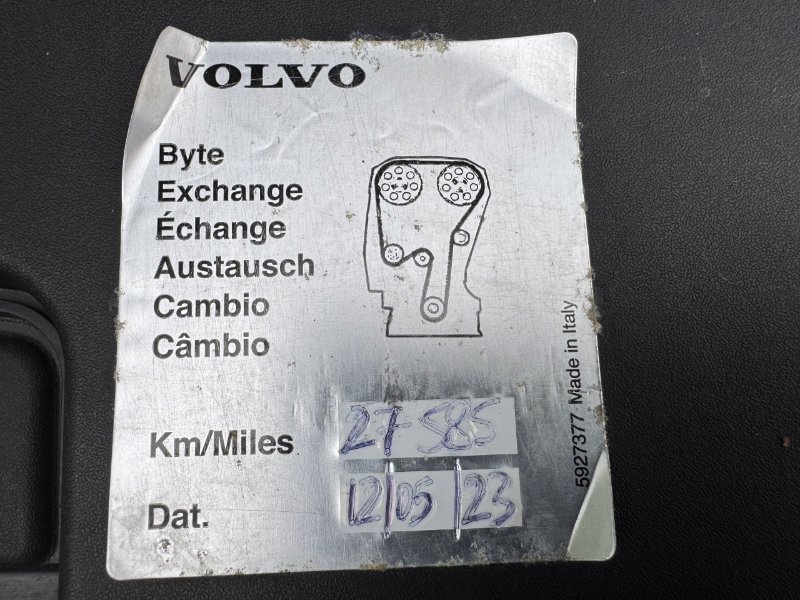 VOLVO
Byte
Exchange
Échange
Austausch
Cambio
Câmbio
Km/Miles 27 585
Dat. 12/05/23
5927377 Made in Italy